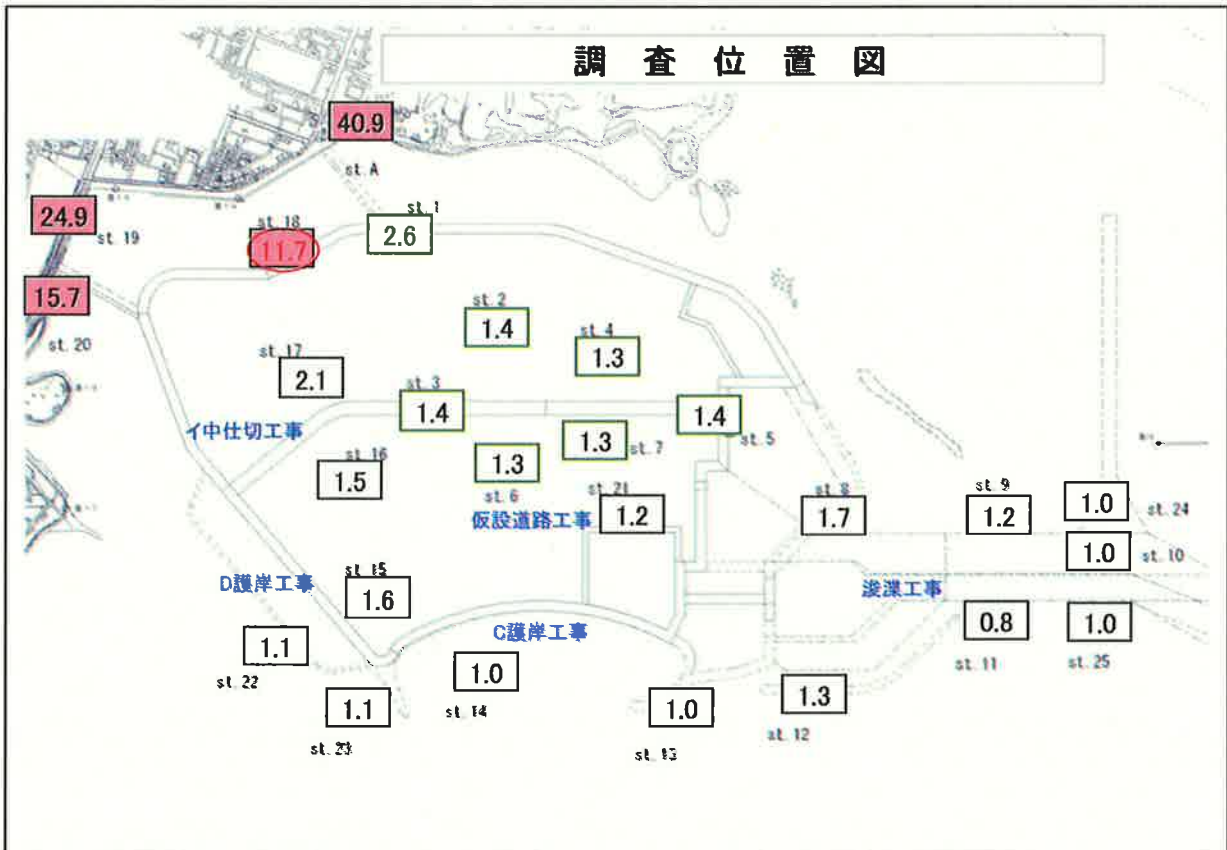 調査位置図
40.9
st. A
24.9
st. 19
st. 18
11.7
st. 1
2.6
15.7
st. 20
st. 2
1.4
st. 4
1.3
st. 17
2.1
st. 3
1.4
1.4
st. 5
イ中仕切工事
1.3
st. 7
st. 16
1.5
1.3
st. 6
st. 21
1.2
仮設道路工事
st. 8
1.7
st. 9
1.2
1.0
st. 24
1.0
st. 10
D護岸工事
st. 15
1.6
浚渫工事
C護岸工事
0.8
st. 11
1.0
st. 25
1.1
st. 22
1.0
st. 14
1.1
st. 23
1.0
st. 13
1.3
st. 12